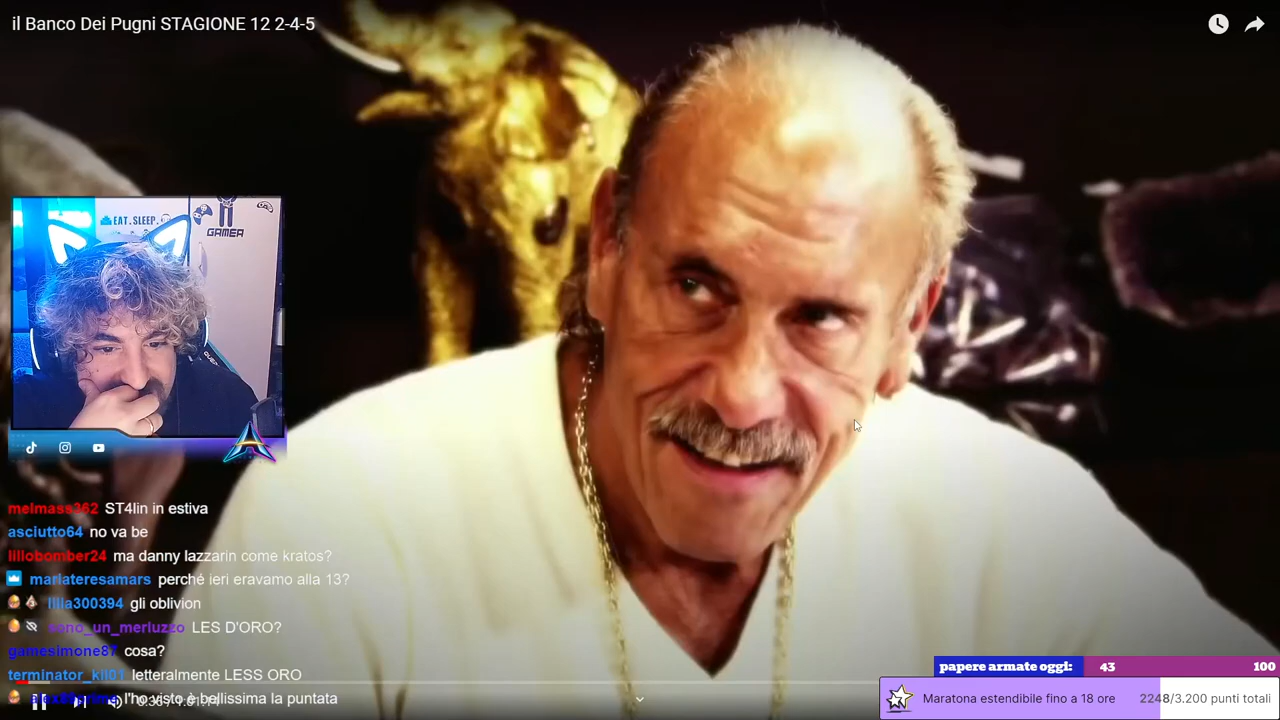 il Banco Dei Pugni STAGIONE 12 2-4-5
EAT.SLEEP.
GAMER
melmass362 ST4lin in estiva
asciutto64 no va be
lillobomber24 ma danny lazzarin come kratos?
mariateresamars perché ieri eravamo alla 13?
lilla300394 gli oblivion
sono_un_merluzzo LES D'ORO?
gamesimone87 cosa?
terminator_kil01 letteralmente LESS ORO
l'ho visto è bellissima la puntata
papere armate oggi: 43 100
Maratona estendibile fino a 18 ore 2248/3.200 punti totali